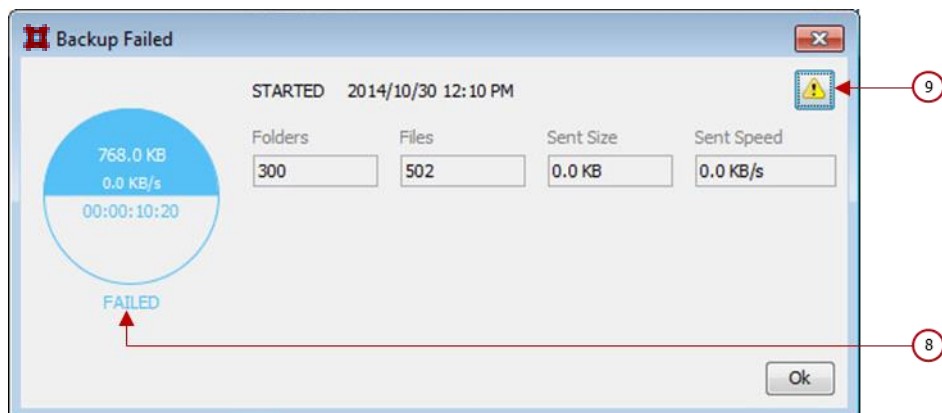 Backup Failed
STARTED 2014/10/30 12:10 PM
9
Folders Files Sent Size Sent Speed
300 502 0.0 KB 0.0 KB/s
768.0 KB
0.0 KB/s
00:00:10:20
FAILED
8
Ok